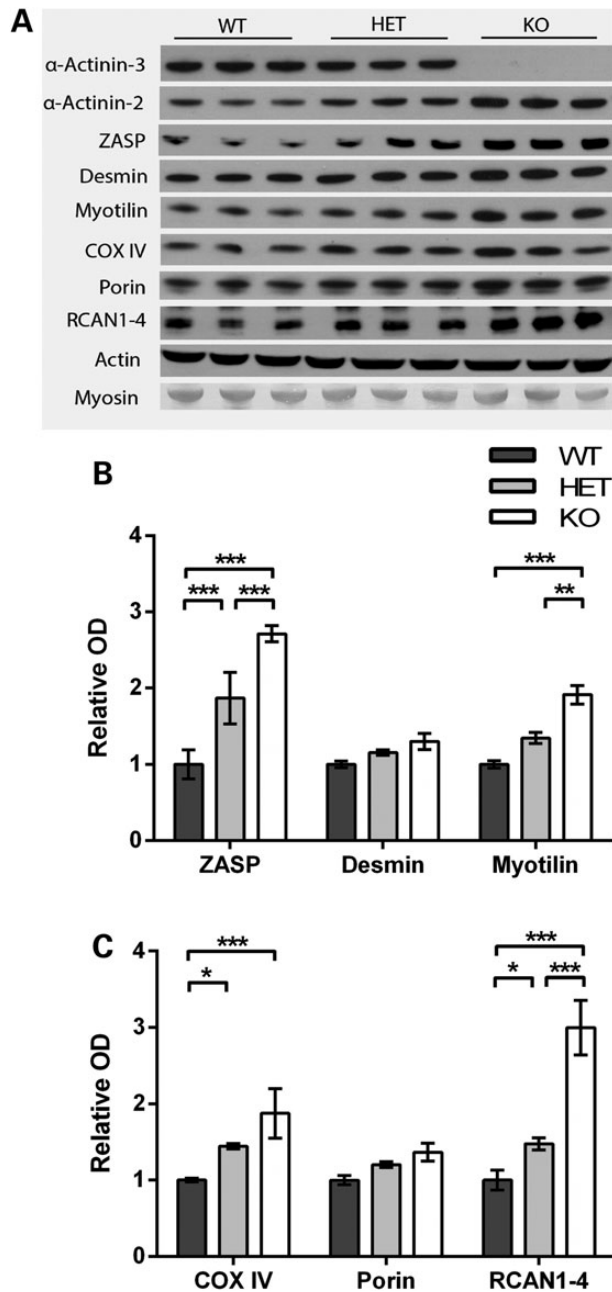 A
WT HET KO
α-Actinin-3
α-Actinin-2
ZASP
Desmin
Myotilin
COX IV
Porin
RCAN1-4
Actin
Myosin
B
WT
HET
KO
Relative OD
4
3
2
1
0
***
*** ***
***
**
ZASP Desmin Myotilin
C
Relative OD
4
3
2
1
0
***
*
***
* ***
COX IV Porin RCAN1-4